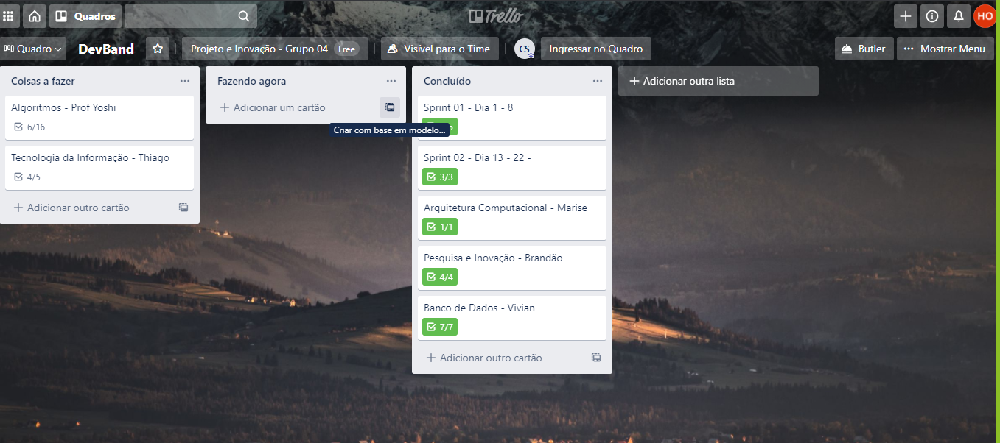 Quadros
Trello
HO
Quadro
DevBand
Projeto e Inovação - Grupo 04 Free
Visível para o Time
CS
Ingressar no Quadro
Butler
Mostrar Menu
Coisas a fazer
Algoritmos - Prof Yoshi
6/16
Tecnologia da Informação - Thiago
4/5
Adicionar outro cartão
Fazendo agora
Adicionar um cartão
Criar com base em modelo...
Concluído
Sprint 01 - Dia 1 - 8
Sprint 02 - Dia 13 - 22 -
3/3
Arquitetura Computacional - Marise
1/1
Pesquisa e Inovação - Brandão
4/4
Banco de Dados - Vivian
7/7
Adicionar outro cartão
Adicionar outra lista